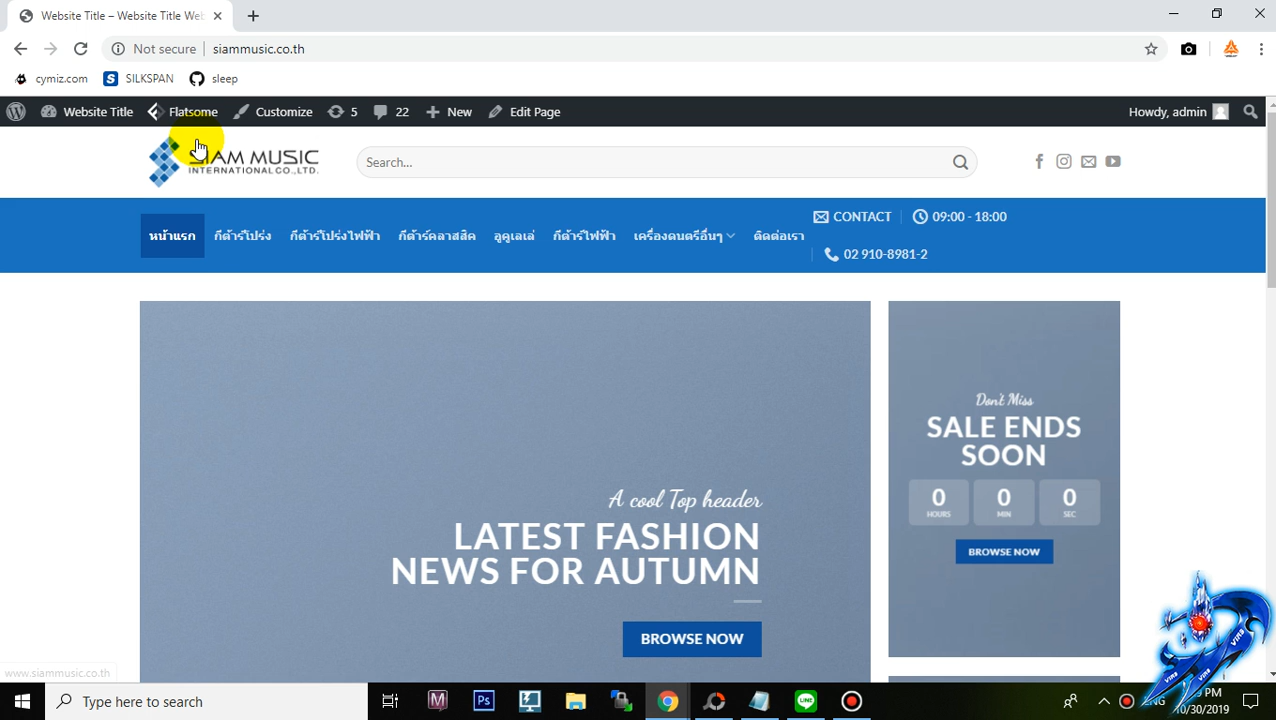 Website Title – Website Title Web
Not secure
siammusic.co.th
cymiz.com
SILKSPAN
sleep
Website Title
Flatsome
Customize
5
22
New
Edit Page
Howdy, admin
SIAM MUSIC
INTERNATIONAL CO.,LTD.
Search...
หน้าแรก
กีต้าร์โปร่ง
กีต้าร์โปร่งไฟฟ้า
กีต้าร์คลาสสิค
อูคูเลเล่
กีต้าร์ไฟฟ้า
เครื่องดนตรีอื่นๆ
ติดต่อเรา
CONTACT
09:00 - 18:00
02 910-8981-2
A cool Top header
LATEST FASHION
NEWS FOR AUTUMN
BROWSE NOW
Don't Miss
SALE ENDS
SOON
0
HOURS
0
MIN
0
SEC
BROWSE NOW
www.siammusic.co.th
Type here to search
ENG
PM
10/30/2019